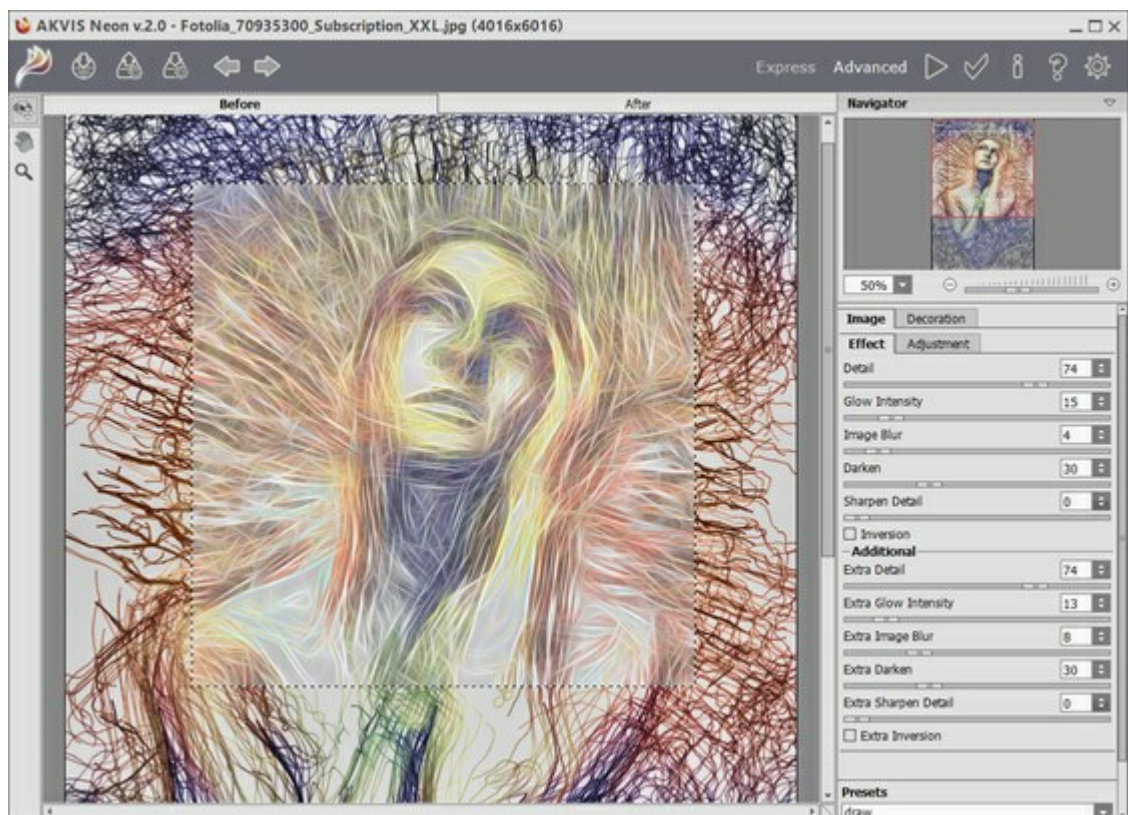 AKVIS Neon v.2.0 - Fotolia_70935300_Subscription_XXL.jpg (4016x6016)
Express Advanced
Before After
Navigator
50%
Image Decoration
Effect Adjustment
Detail 74
Glow Intensity 15
Image Blur 4
Darken 30
Sharpen Detail 0
Inversion
Additional
Extra Detail 74
Extra Glow Intensity 13
Extra Image Blur 8
Extra Darken 30
Extra Sharpen Detail 0
Extra Inversion
Presets
draw